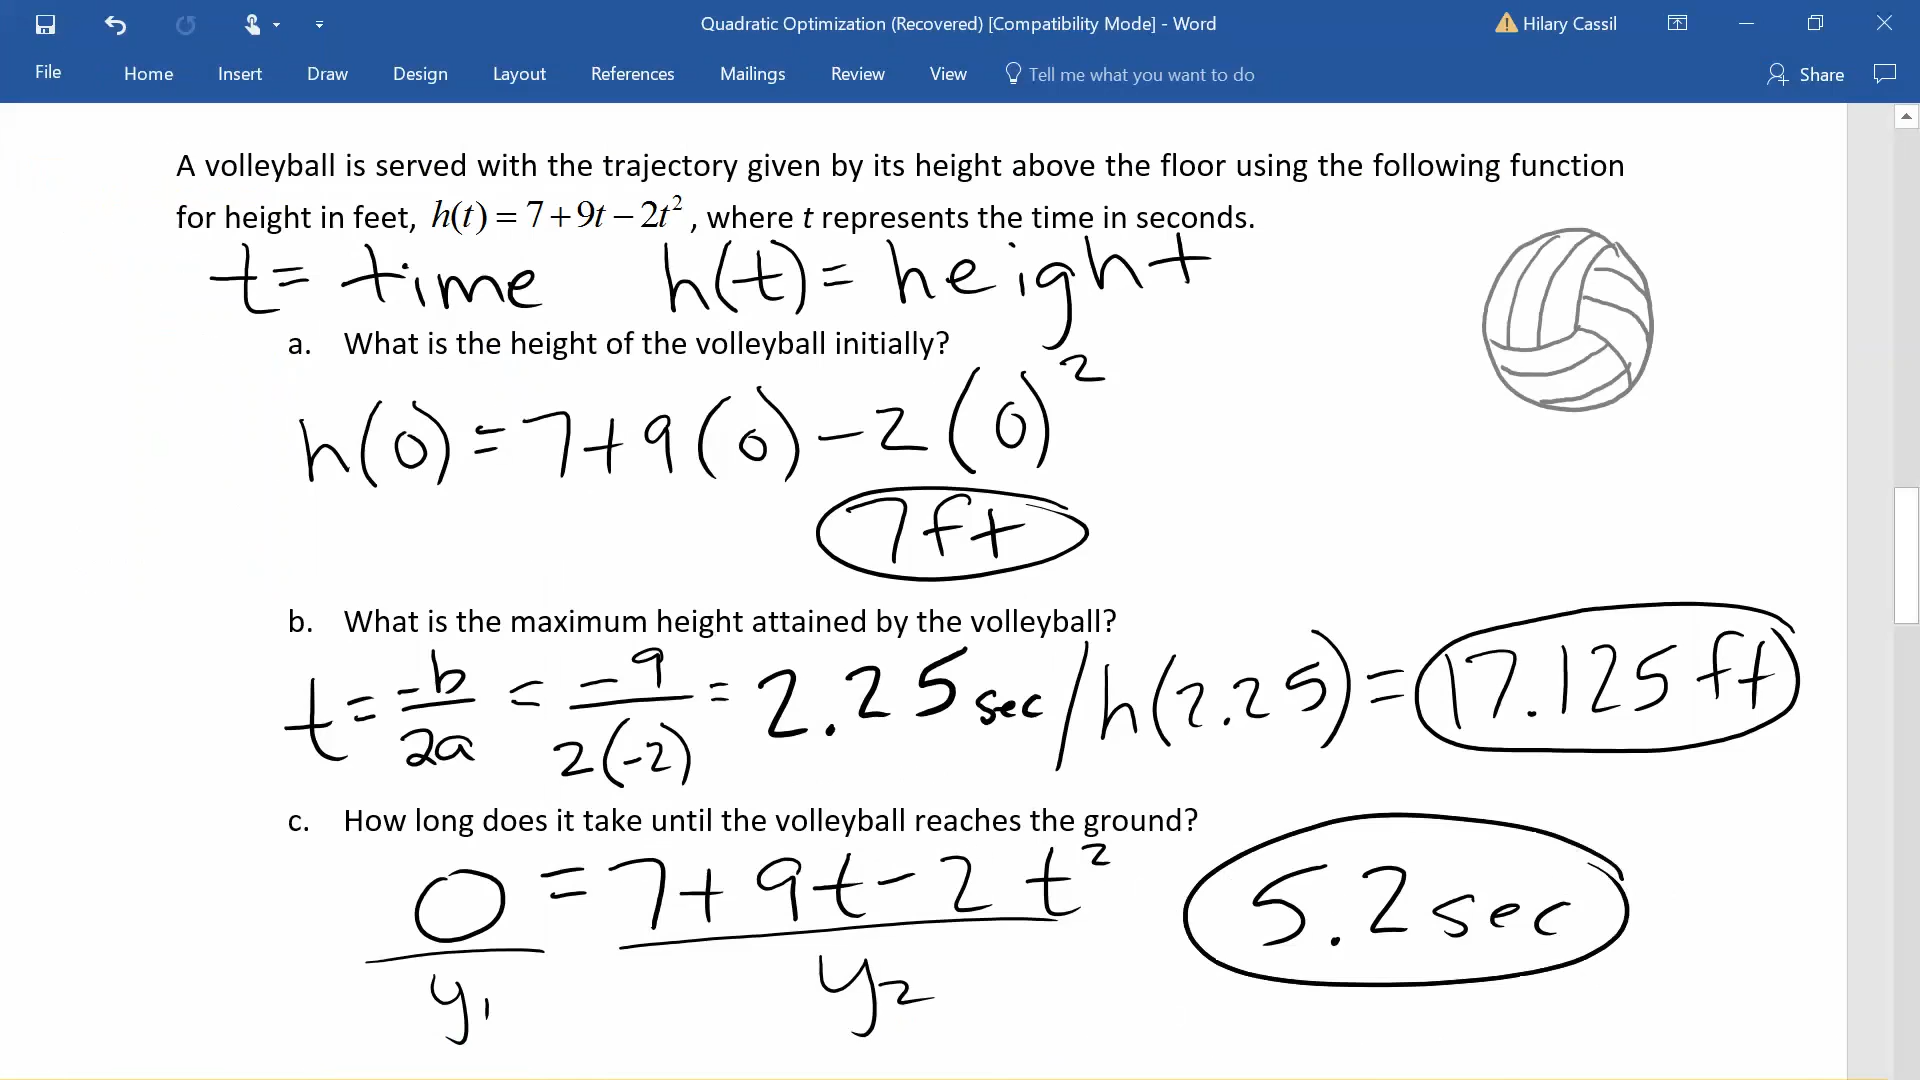 Quadratic Optimization (Recovered) [Compatibility Mode] - Word
Hilary Cassil
File Home Insert Draw Design Layout References Mailings Review View Tell me what you want to do Share
A volleyball is served with the trajectory given by its height above the floor using the following function
for height in feet, h(t) = 7 + 9t − 2t², where t represents the time in seconds.
t = time h(t) = height
a. What is the height of the volleyball initially?
h(0) = 7 + 9(0) − 2(0)²
7ft
b. What is the maximum height attained by the volleyball?
t = -b/2a = -9/2(-2) = 2.25 sec / h(2.25) = 17.125 ft
c. How long does it take until the volleyball reaches the ground?
0 = 7 + 9t − 2t² 5.2 sec
y₁ y₂